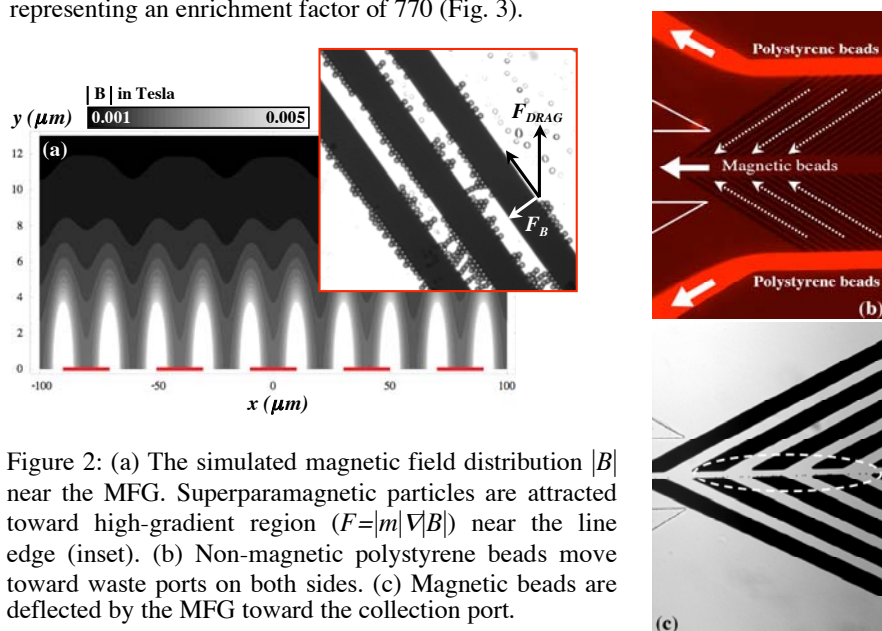 representing an enrichment factor of 770 (Fig. 3).
|B| in Tesla
y (μm)
0.001 0.005
(a)
12
10
8
6
4
2
0
-100 -50 0 50 100
x (μm)
F_DRAG
F_B
Polystyrene beads
Magnetic beads
Polystyrene beads
(b)
(c)
Figure 2: (a) The simulated magnetic field distribution |B|
near the MFG. Superparamagnetic particles are attracted
toward high-gradient region (F=|m|∇|B|) near the line
edge (inset). (b) Non-magnetic polystyrene beads move
toward waste ports on both sides. (c) Magnetic beads are
deflected by the MFG toward the collection port.